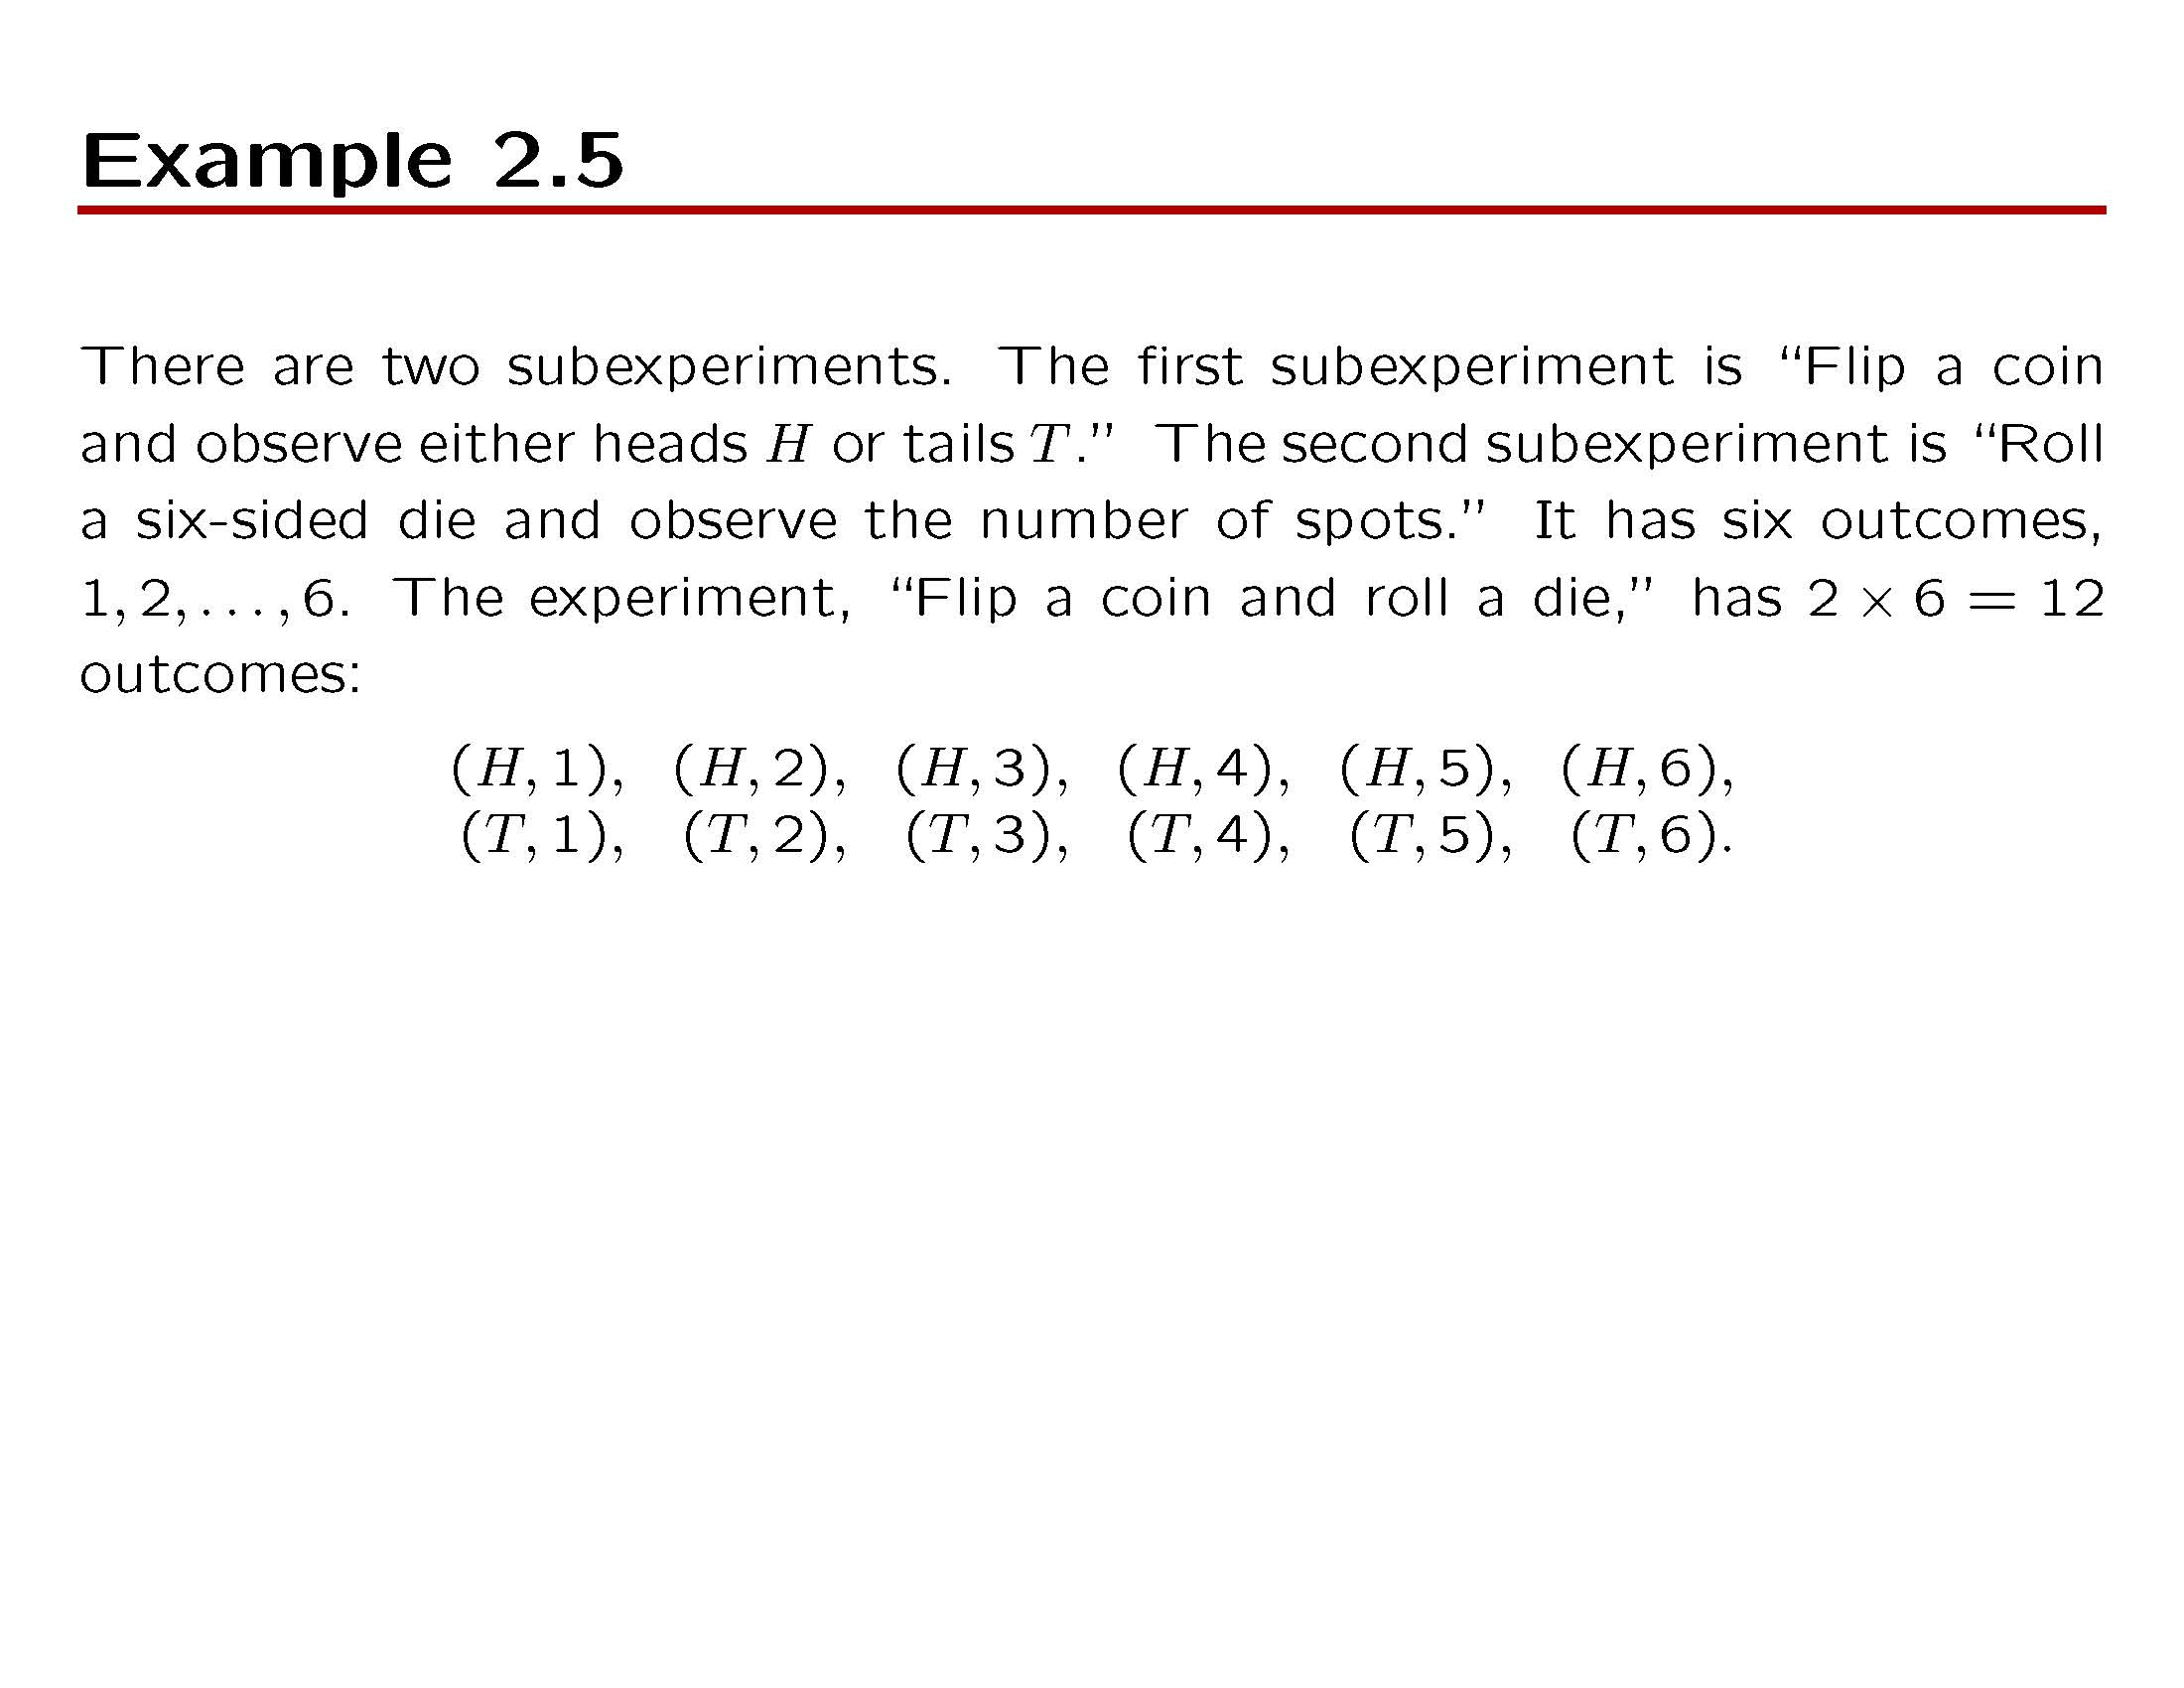 Example 2.5
There are two subexperiments. The first subexperiment is “Flip a coin
and observe either heads H or tails T.” The second subexperiment is “Roll
a six-sided die and observe the number of spots.” It has six outcomes,
1, 2, . . . , 6. The experiment, “Flip a coin and roll a die,” has 2 × 6 = 12
outcomes:
(H, 1), (H, 2), (H, 3), (H, 4), (H, 5), (H, 6),
(T, 1), (T, 2), (T, 3), (T, 4), (T, 5), (T, 6).